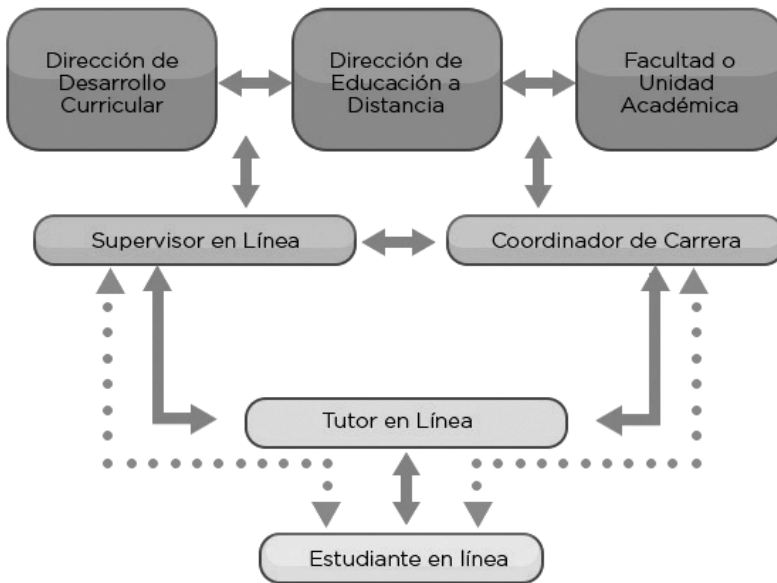 Dirección de
Desarrollo
Curricular
Dirección de
Educación a
Distancia
Facultad o
Unidad
Académica
Supervisor en Línea
Coordinador de Carrera
Tutor en Línea
Estudiante en línea